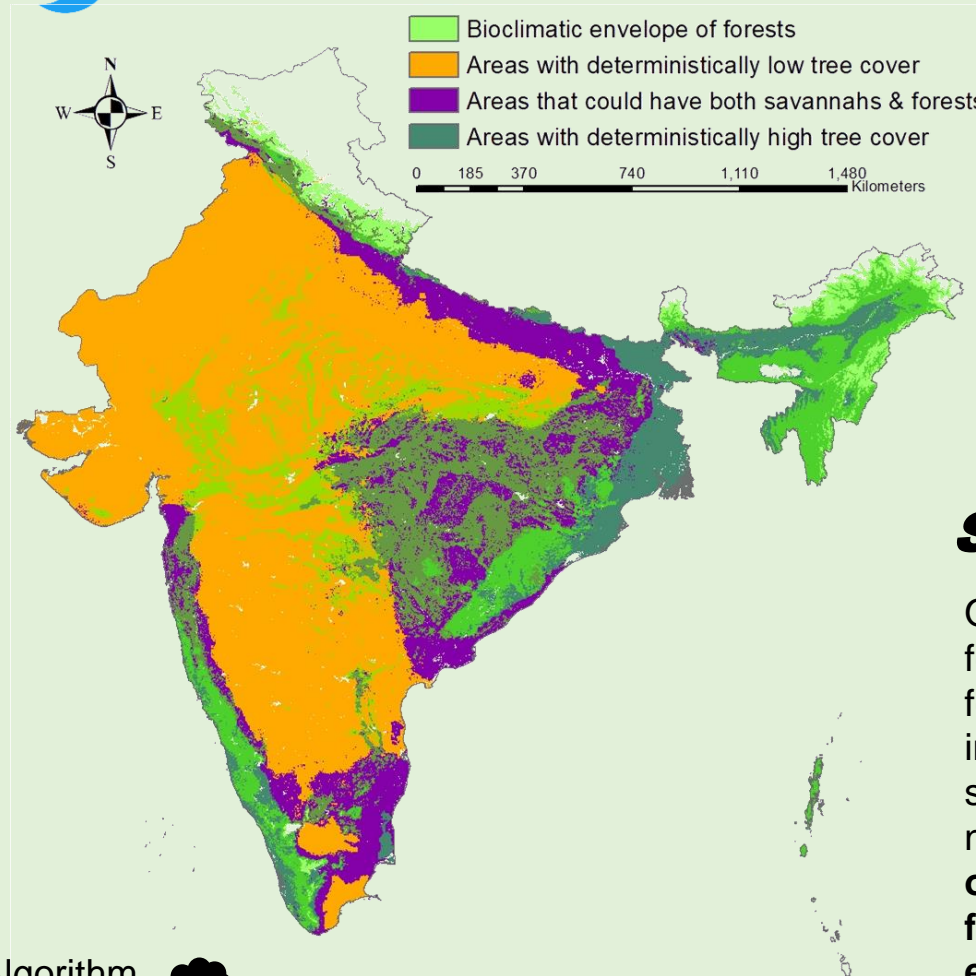 Bioclimatic envelope of forests
Areas with deterministically low tree cover
Areas that could have both savannahs & forests
Areas with deterministically high tree cover
N
W E
S
0 185 370 740 1,110 1,480
Kilometers
lgorithm